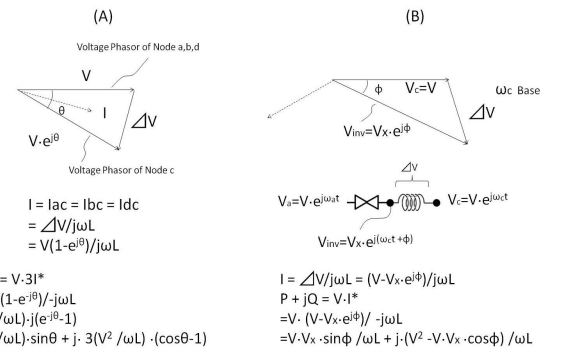 (A)
Voltage Phasor of Node a,b,d
V
θ
I
⊿V
V·e^jθ
Voltage Phasor of Node c
I = Iac = Ibc = Idc
= ⊿V/jωL
= V(1-e^jθ)/jωL
= V·3I*
(1-e^-jθ)/-jωL
/ωL)·j(e^-jθ-1)
/ωL)·sinθ + j· 3(V² /ωL) ·(cosθ-1)
(B)
ϕ
Vc=V
ωc Base
⊿V
Vinv=Vx·e^jϕ
⊿V
Va=V·e^jωat
Vc=V·e^jωct
Vinv=Vx·e^j(ωct+ϕ)
I = ⊿V/jωL = (V-Vx·e^jϕ)/jωL
P + jQ = V·I*
=V· (V-Vx·e^jϕ)/ -jωL
=V·Vx ·sinϕ /ωL + j·(V² -V·Vx ·cosϕ) /ωL